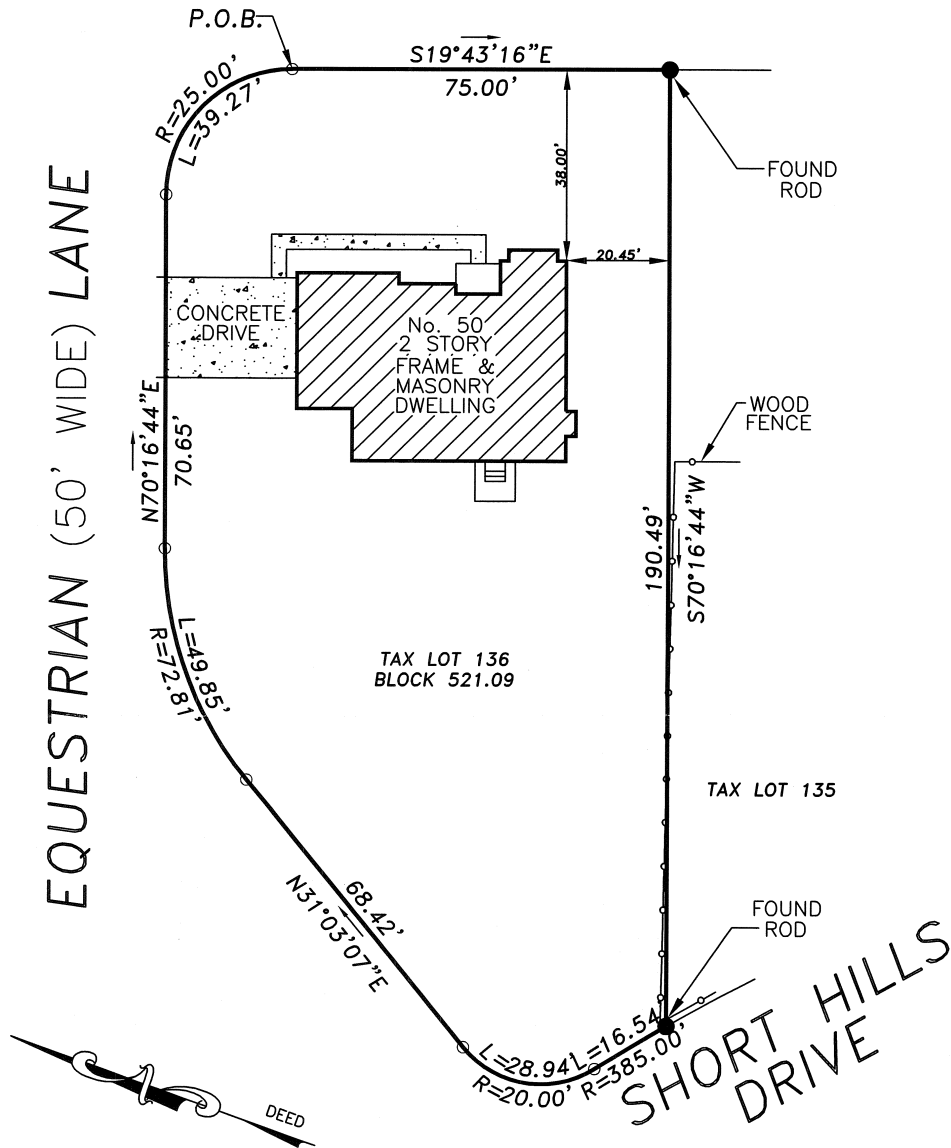 P.O.B.
S19°43'16"E
75.00'
R=25.00'
L=39.27'
38.00'
FOUND
ROD
20.45'
EQUESTRIAN (50' WIDE) LANE
CONCRETE
DRIVE
No. 50
2 STORY
FRAME &
MASONRY
DWELLING
N70°16'44"E
70.65'
WOOD
FENCE
190.49'
S70°16'44"W
L=49.85'
R=72.81'
TAX LOT 136
BLOCK 521.09
TAX LOT 135
68.42'
N31°03'07"E
FOUND
ROD
L=28.94'
R=20.00'
L=16.54'
R=385.00'
SHORT HILLS
DRIVE
DEED